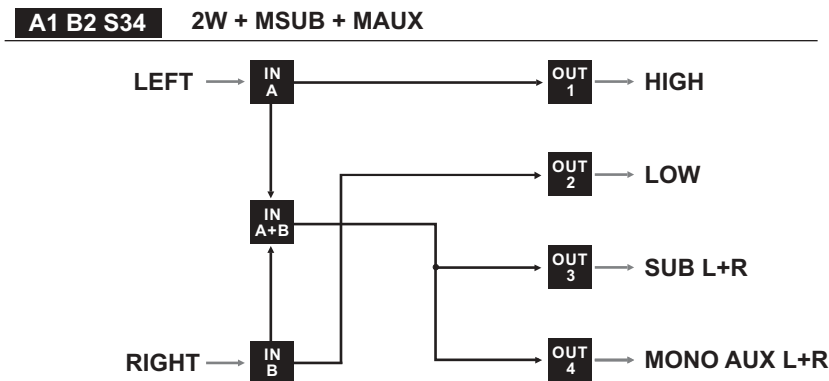 A1 B2 S34 2W + MSUB + MAUX
LEFT IN A OUT 1 HIGH
OUT 2 LOW
IN A+B
OUT 3 SUB L+R
RIGHT IN B OUT 4 MONO AUX L+R